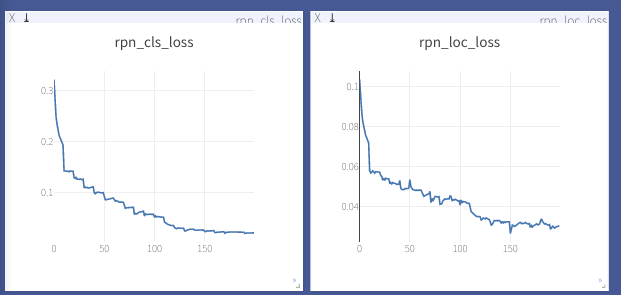 X rpn_cls_loss
rpn_cls_loss
0.3
0.2
0.1
0 50 100 150
X rpn_loc_loss
rpn_loc_loss
0.1
0.08
0.06
0.04
0 50 100 150